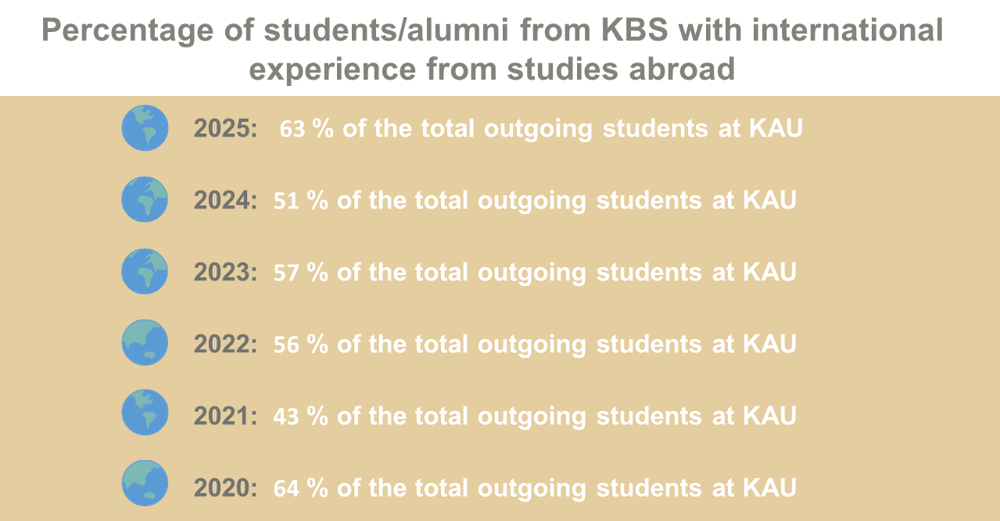 Percentage of students/alumni from KBS with international
experience from studies abroad
2025: 63 % of the total outgoing students at KAU
2024: 51 % of the total outgoing students at KAU
2023: 57 % of the total outgoing students at KAU
2022: 56 % of the total outgoing students at KAU
2021: 43 % of the total outgoing students at KAU
2020: 64 % of the total outgoing students at KAU